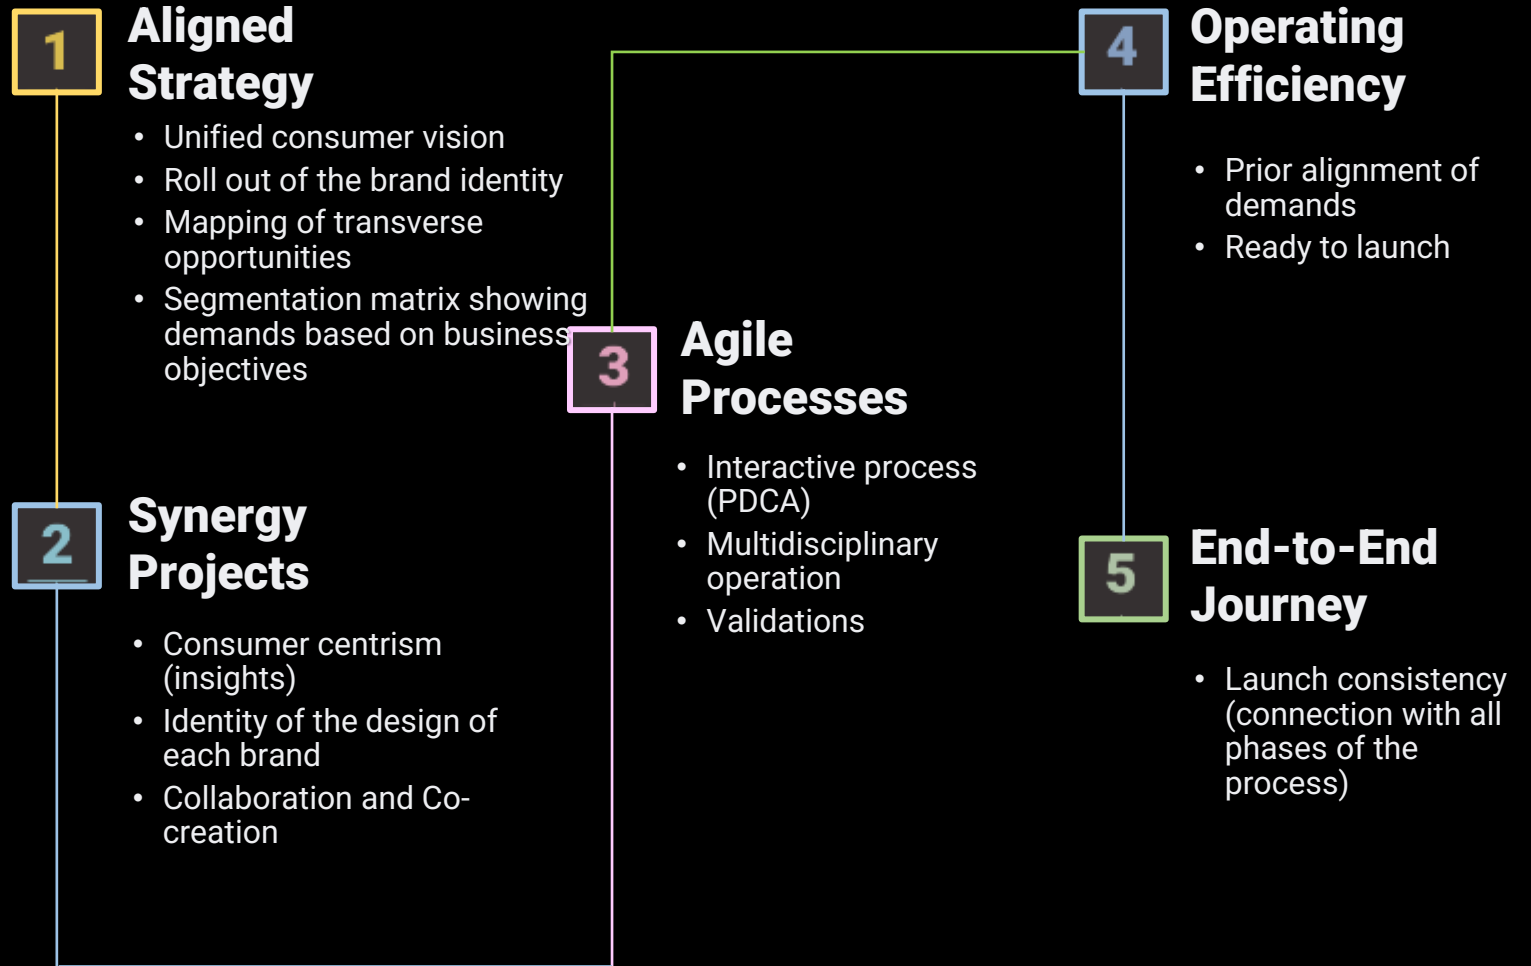 1
Aligned
Strategy
• Unified consumer vision
• Roll out of the brand identity
• Mapping of transverse
opportunities
• Segmentation matrix showing
demands based on business
objectives
2
Synergy
Projects
• Consumer centrism
(insights)
• Identity of the design of
each brand
• Collaboration and Co-
creation
3
Agile
Processes
• Interactive process
(PDCA)
• Multidisciplinary
operation
• Validations
4
Operating
Efficiency
• Prior alignment of
demands
• Ready to launch
5
End-to-End
Journey
• Launch consistency
(connection with all
phases of the
process)